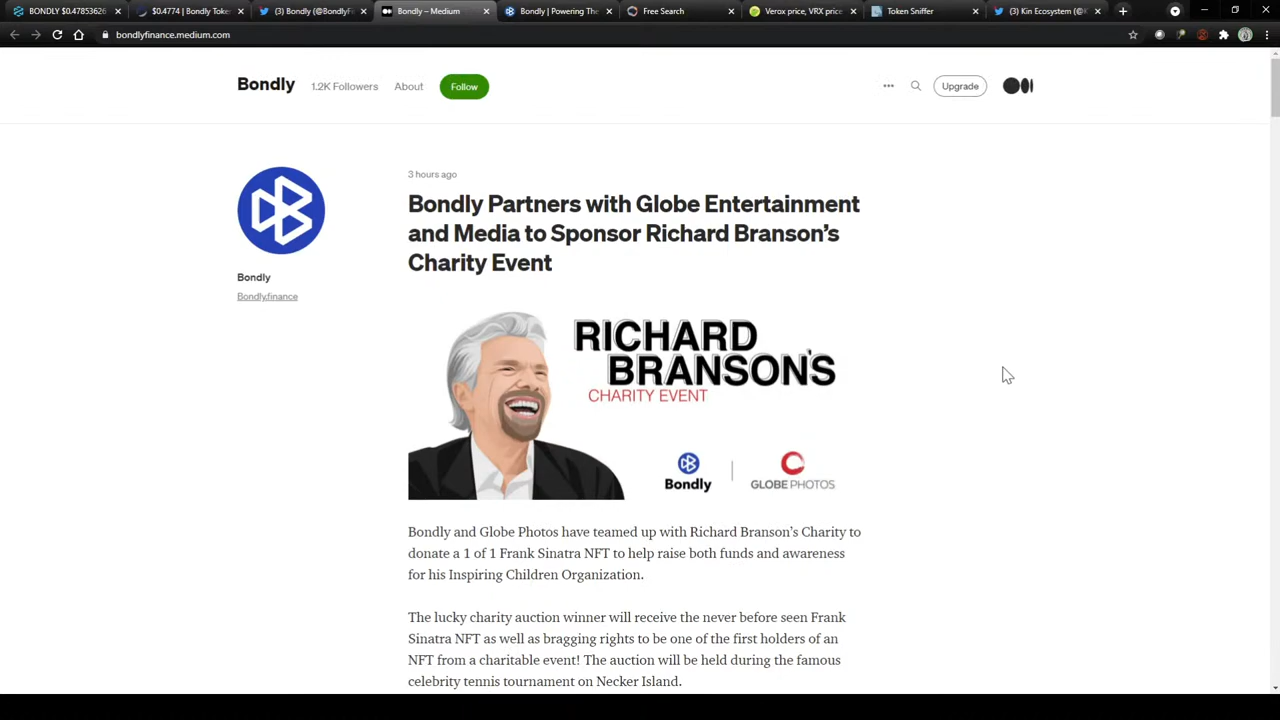 BONDLY $0.47853626
$0.4774 | Bondly Toke
(3) Bondly (@BondlyF
Bondly – Medium
Bondly | Powering The
Free Search
Verox price, VRX price
Token Sniffer
(3) Kin Ecosystem (@K
bondlyfinance.medium.com
Bondly
1.2K Followers
About
Follow
Upgrade
3 hours ago
Bondly Partners with Globe Entertainment
and Media to Sponsor Richard Branson’s
Charity Event
Bondly
Bondly.finance
RICHARD
BRANSON'S
CHARITY EVENT
Bondly
GLOBE PHOTOS
Bondly and Globe Photos have teamed up with Richard Branson’s Charity to
donate a 1 of 1 Frank Sinatra NFT to help raise both funds and awareness
for his Inspiring Children Organization.
The lucky charity auction winner will receive the never before seen Frank
Sinatra NFT as well as bragging rights to be one of the first holders of an
NFT from a charitable event! The auction will be held during the famous
celebrity tennis tournament on Necker Island.